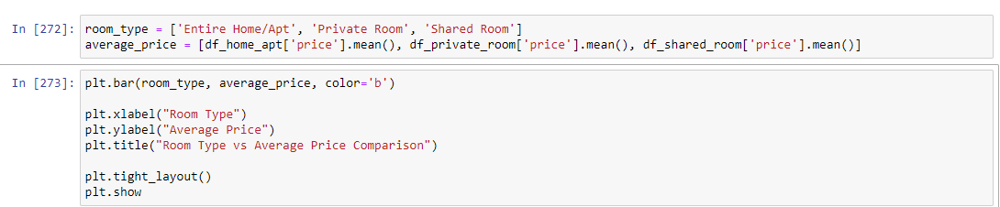 In [272]: room_type = ['Entire Home/Apt', 'Private Room', 'Shared Room']
average_price = [df_home_apt['price'].mean(), df_private_room['price'].mean(), df_shared_room['price'].mean()]
In [273]: plt.bar(room_type, average_price, color='b')
plt.xlabel("Room Type")
plt.ylabel("Average Price")
plt.title("Room Type vs Average Price Comparison")
plt.tight_layout()
plt.show